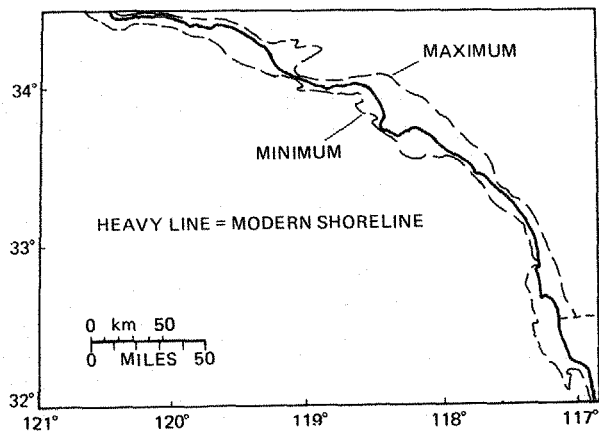 34°
MAXIMUM
MINIMUM
HEAVY LINE = MODERN SHORELINE
33°
0 km 50
0 MILES 50
32°
121° 120° 119° 118° 117°